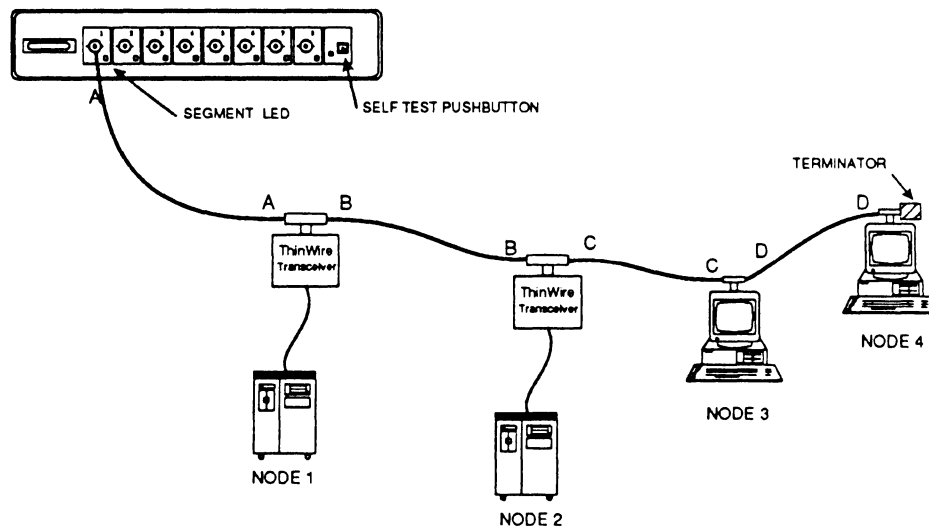 A
SEGMENT LED
SELF TEST PUSHBUTTON
TERMINATOR
A
B
D
ThinWire
Transceiver
B
C
C
D
ThinWire
Transceiver
NODE 4
NODE 3
NODE 1
NODE 2